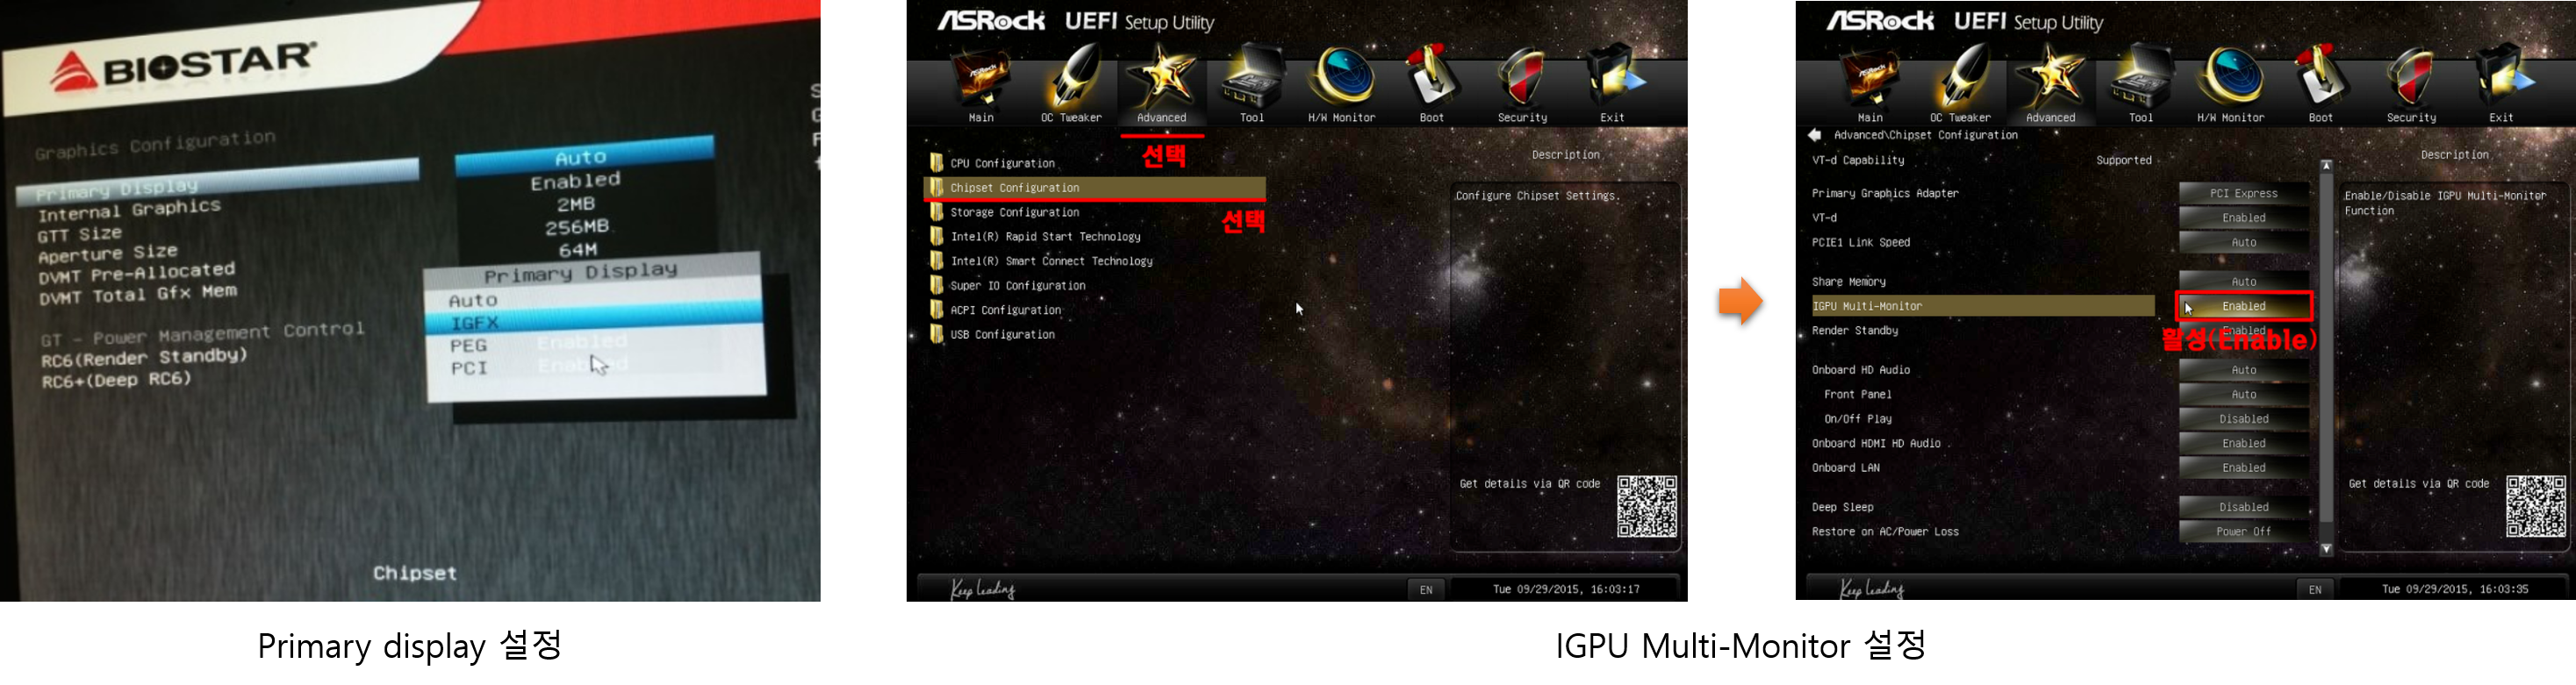 BIOSTAR
Graphics Configuration
Primary Display
Auto
Internal Graphics
Enabled
GTT Size
2MB
Aperture Size
256MB
DVMT Pre-Allocated
64M
DVMT Total Gfx Mem
Primary Display
Auto
IGFX
PEG
PCI
Enabled
Enabled
GT - Power Management Control
RC6(Render Standby)
RC6+(Deep RC6)
Chipset
Primary display 설정
ASRock UEFI Setup Utility
Main OC Tweaker Advanced Tool H/W Monitor Boot Security Exit
선택
CPU Configuration
Chipset Configuration
선택
Storage Configuration
Intel(R) Rapid Start Technology
Intel(R) Smart Connect Technology
Super IO Configuration
ACPI Configuration
USB Configuration
Description
Configure Chipset Settings.
Get details via QR code
Keep Leading
EN
Tue 09/29/2015, 16:03:17
ASRock UEFI Setup Utility
Main OC Tweaker Advanced Tool H/W Monitor Boot Security Exit
Advanced\Chipset Configuration
VT-d Capability Supported
Primary Graphics Adapter PCI Express
VT-d Enabled
PCIE1 Link Speed Auto
Share Memory Auto
IGPU Multi-Monitor Enabled
Render Standby Enabled
활성(Enable)
Onboard HD Audio Auto
Front Panel Auto
On/Off Play Disabled
Onboard HDMI HD Audio Enabled
Onboard LAN Enabled
Deep Sleep Disabled
Restore on AC/Power Loss Power Off
Description
Enable/Disable IGPU Multi-Monitor
Function
Get details via QR code
Keep Leading
EN
Tue 09/29/2015, 16:03:35
IGPU Multi-Monitor 설정